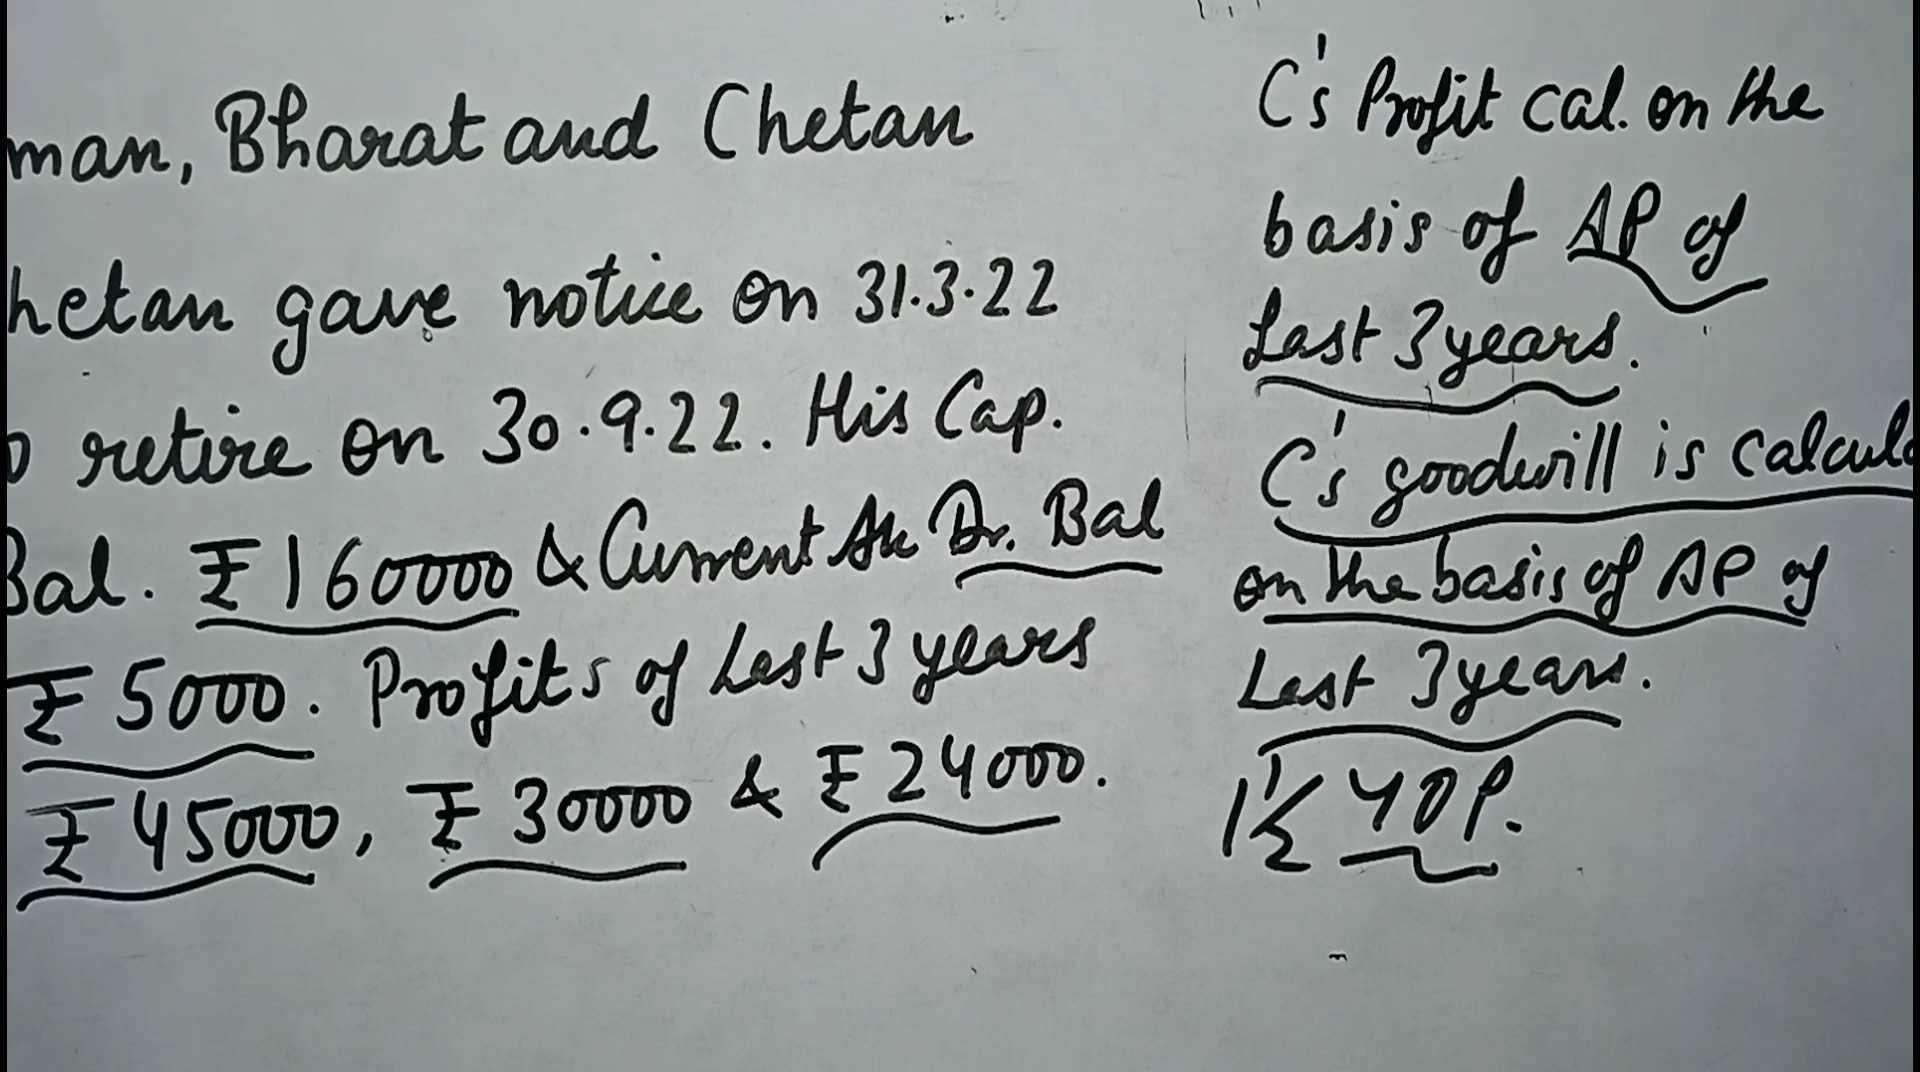 man, Bharat and Chetan
hetan gave notice on 31.3.22
o retire on 30.9.22. His Cap.
Bal. ₹ 160000 & Current A/c Dr. Bal
₹ 5000. Profits of Last 3 years
₹ 45000, ₹ 30000 & ₹ 24000.
C's Profit cal. on the
basis of AP of
Last 3 years.
C's goodwill is calcula
on the basis of AP of
Last 3 years.
1½ YOP.